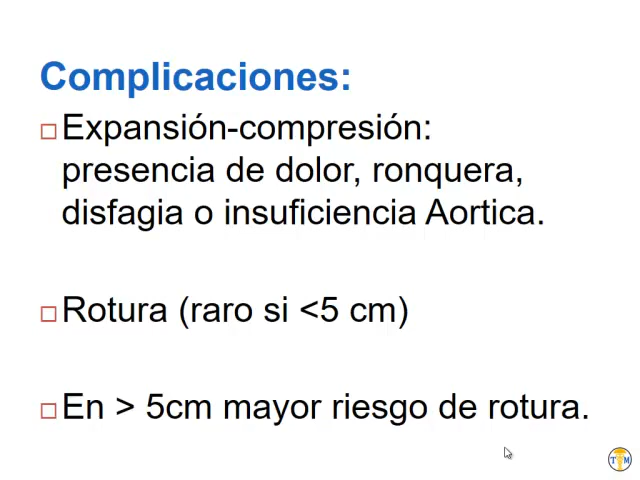 Complicaciones:
Expansión-compresión:
presencia de dolor, ronquera,
disfagia o insuficiencia Aortica.
Rotura (raro si <5 cm)
En > 5cm mayor riesgo de rotura.
T M